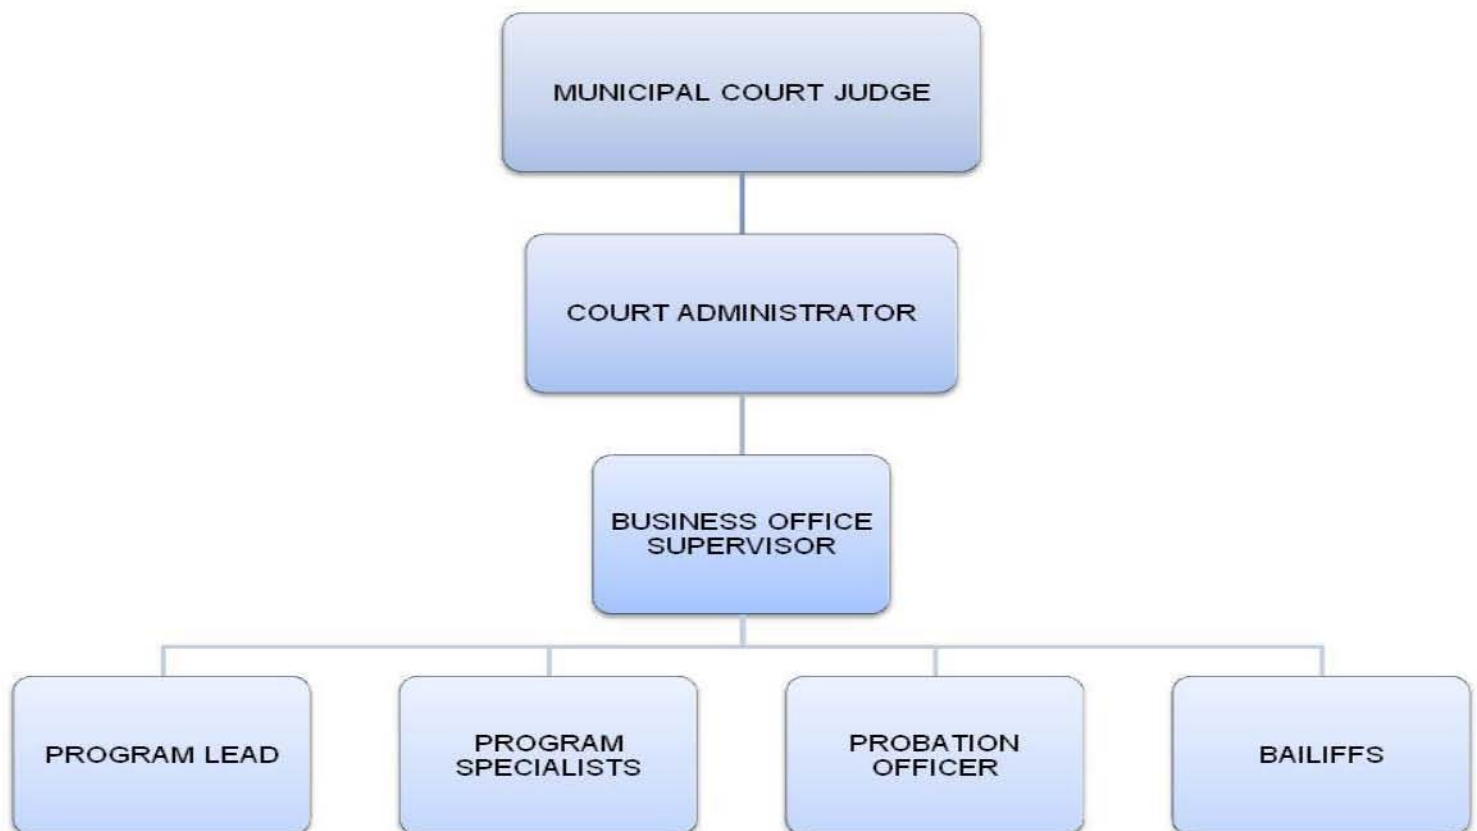 MUNICIPAL COURT JUDGE
COURT ADMINISTRATOR
BUSINESS OFFICE
SUPERVISOR
PROGRAM LEAD
PROGRAM
SPECIALISTS
PROBATION
OFFICER
BAILIFFS